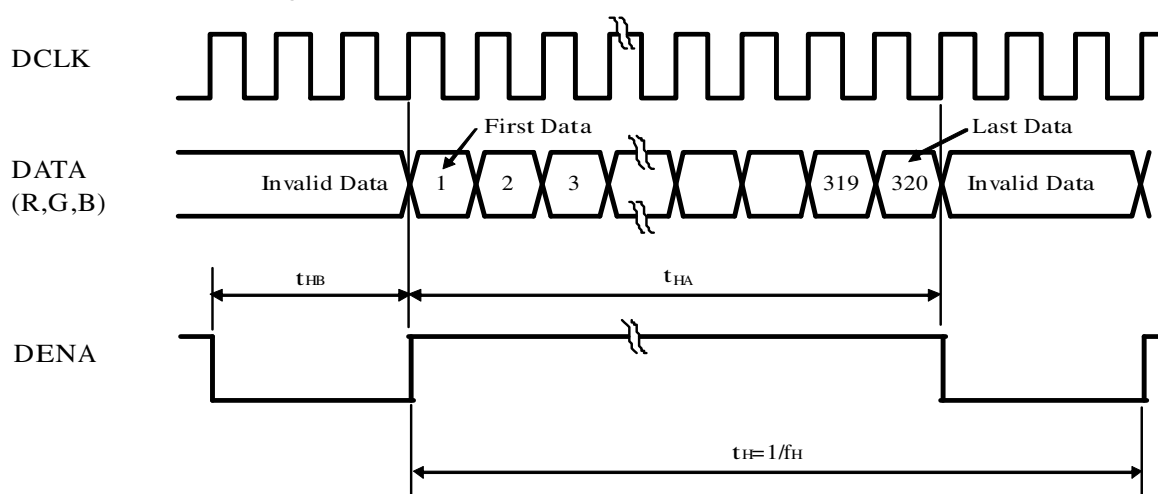 DCLK
First Data
Last Data
DATA
(R,G,B)
Invalid Data
1
2
3
319
320
Invalid Data
tHB
tHA
DENA
tH=1/fH